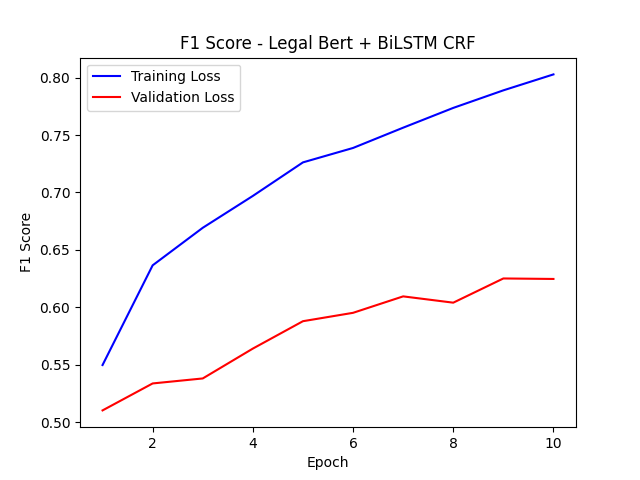 F1 Score - Legal Bert + BiLSTM CRF
Training Loss
Validation Loss
F1 Score
0.80
0.75
0.70
0.65
0.60
0.55
0.50
2 4 6 8 10
Epoch